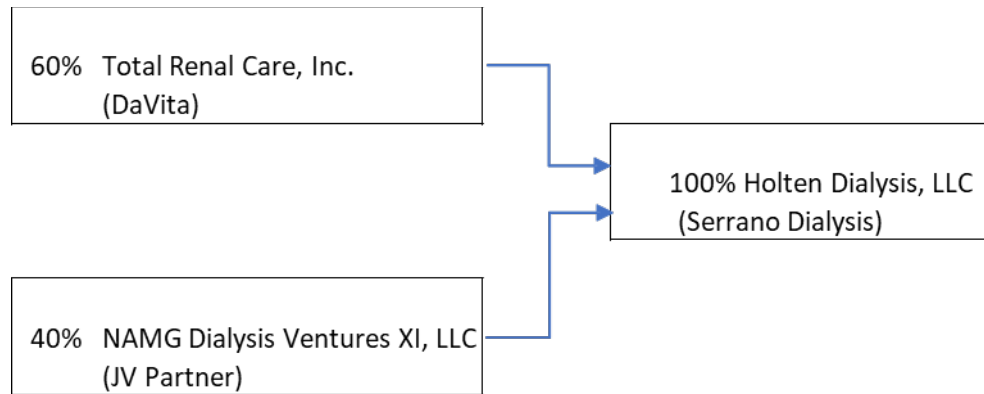 60% Total Renal Care, Inc.
(DaVita)
100% Holten Dialysis, LLC
(Serrano Dialysis)
40% NAMG Dialysis Ventures XI, LLC
(JV Partner)